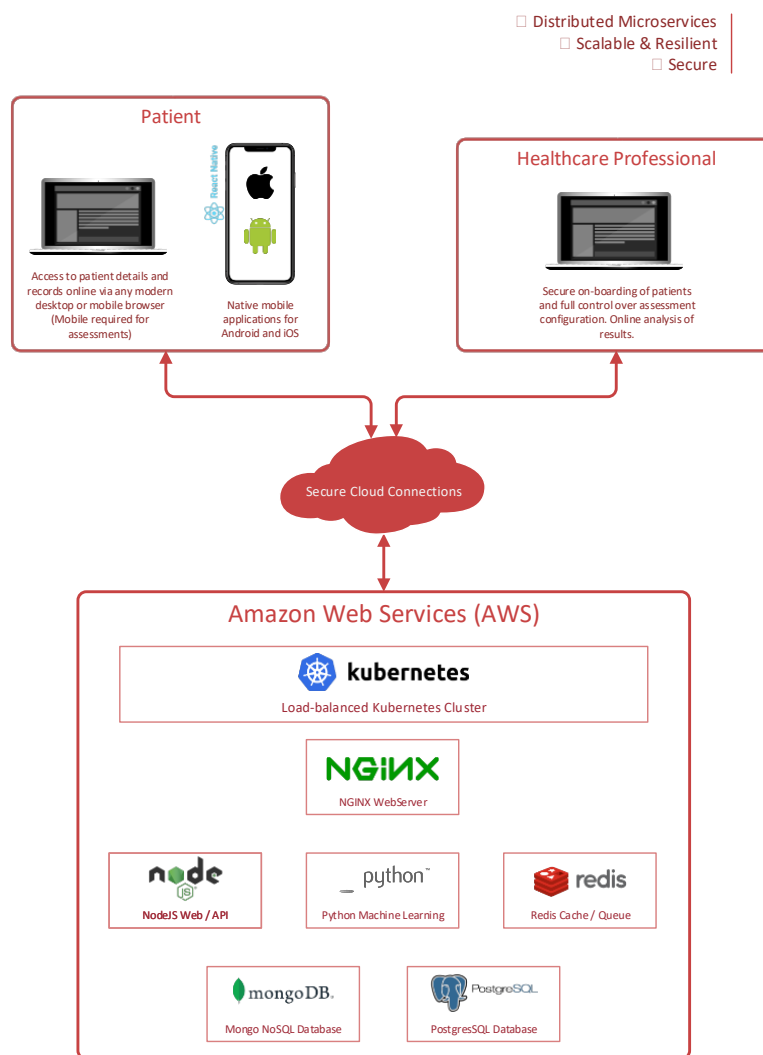 Distributed Microservices
Scalable & Resilient
Secure
Patient
React Native
Access to patient details and
records online via any modern
desktop or mobile browser
(Mobile required for
assessments)
Native mobile
applications for
Android and iOS
Healthcare Professional
Secure on-boarding of patients
and full control over assessment
configuration. Online analysis of
results.
Secure Cloud Connections
Amazon Web Services (AWS)
kubernetes
Load-balanced Kubernetes Cluster
NGINX
NGINX WebServer
node
JS
NodeJS Web / API
python™
Python Machine Learning
redis
Redis Cache / Queue
mongoDB®
Mongo NoSQL Database
PostgreSQL
PostgresSQL Database